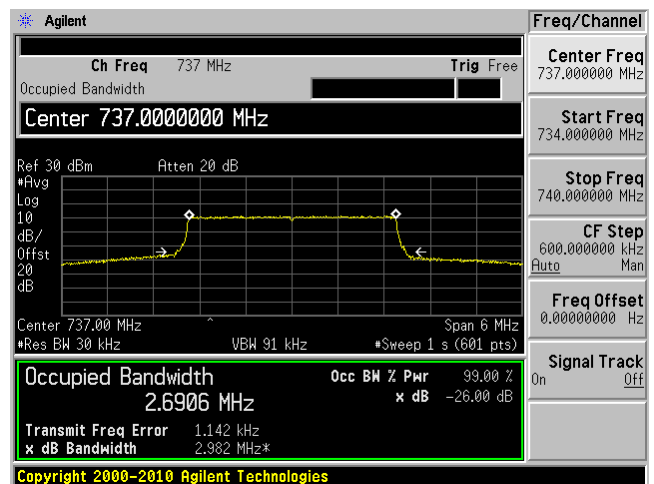 Agilent
Freq/Channel
Ch Freq 737 MHz Trig Free
Occupied Bandwidth
Center 737.0000000 MHz
Ref 30 dBm Atten 20 dB
#Avg
Log
10
dB/
Offst
20
dB
Center 737.00 MHz ^ Span 6 MHz
#Res BW 30 kHz VBW 91 kHz #Sweep 1 s (601 pts)
Occupied Bandwidth Occ BW % Pwr 99.00 %
2.6906 MHz x dB -26.00 dB
Transmit Freq Error 1.142 kHz
x dB Bandwidth 2.982 MHz*
Copyright 2000-2010 Agilent Technologies
Center Freq
737.000000 MHz
Start Freq
734.000000 MHz
Stop Freq
740.000000 MHz
CF Step
600.000000 kHz
Auto Man
Freq Offset
0.00000000 Hz
Signal Track
On Off